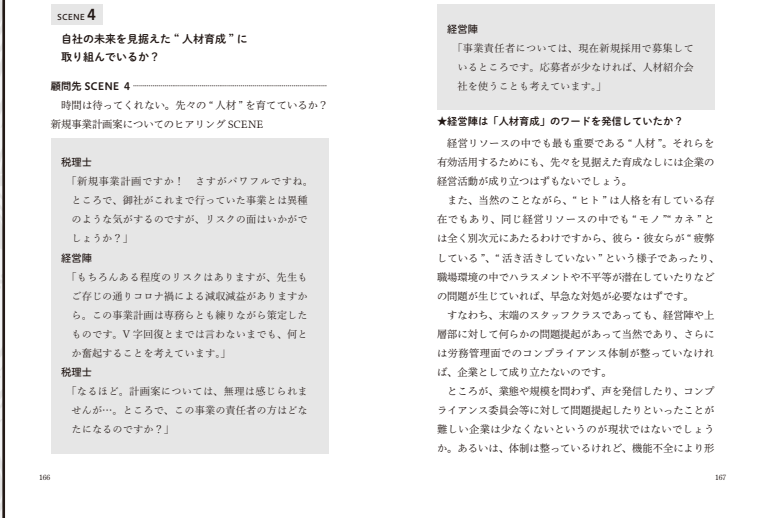 SCENE 4
自社の未来を見据えた“人材育成”に
取り組んでいるか？
顧問先 SCENE 4
時間は待ってくれない。先々の“人材”を育てているか？
新規事業計画案についてのヒアリング SCENE
税理士
「新規事業計画ですか！　さすがパワフルですね。
ところで、御社がこれまで行っていた事業とは異種
のような気がするのですが、リスクの面はいかがで
しょうか？」
経営陣
「もちろんある程度のリスクはありますが、先生も
ご存じの通りコロナ禍による減収減益がありますか
ら。この事業計画は専務らとも練りながら策定した
ものです。V 字回復とまでは言わないまでも、何と
か奮起することを考えています。」
税理士
「なるほど。計画案については、無理は感じられま
せんが…。ところで、この事業の責任者の方はどな
たになるのですか？」
166
経営陣
「事業責任者については、現在新規採用で募集して
いるところです。応募者が少なければ、人材紹介会
社を使うことも考えています。」
★経営陣は「人材育成」のワードを発信していたか？
経営リソースの中でも最も重要である“人材”。それらを
有効活用するためにも、先々を見据えた育成なしには企業の
経営活動が成り立つはずもないでしょう。
また、当然のことながら、“ヒト”は人格を有している存
在でもあり、同じ経営リソースの中でも“モノ”“カネ”と
は全く別次元にあたるわけですから、彼ら・彼女らが“疲弊
している”、“活き活きしていない”という様子であったり、
職場環境の中でハラスメントや不平等が潜在していたりなど
の問題が生じていれば、早急な対処が必要なはずです。
すなわち、末端のスタッフクラスであっても、経営陣や上
層部に対して何らかの問題提起があって当然であり、さらに
は労務管理面でのコンプライアンス体制が整っていなけれ
ば、企業として成り立たないのです。
ところが、業態や規模を問わず、声を発信したり、コンプ
ライアンス委員会等に対して問題提起したりといったことが
難しい企業は少なくないというのが現状ではないでしょう
か。あるいは、体制は整っているけれど、機能不全により形
167